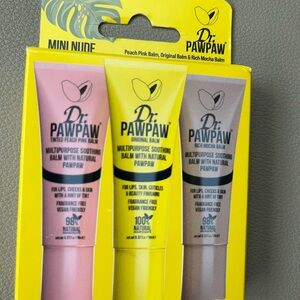 MINI NUDE
Dr.
PAWPAW
Peach Pink Balm, Original Balm & Rich Mocha Balm
Dr.
PAWPAW
TINTED PEACH PINK BALM
MULTIPURPOSE SOOTHING
BALM WITH NATURAL
PAWPAW
FOR LIPS, CHEEKS & SKIN
WITH A HINT OF TINT
FRAGRANCE FREE
VEGAN FRIENDLY
98%
NATURAL
Dr.
PAWPAW
ORIGINAL BALM
MULTIPURPOSE SOOTHING
BALM WITH NATURAL
PAWPAW
FOR LIPS, SKIN, CUTICLES
& BEAUTY FINISHING
FRAGRANCE FREE
VEGAN FRIENDLY
100%
NATURAL
Dr.
PAWPAW
RICH MOCHA BALM
MULTIPURPOSE SOOTHING
BALM WITH NATURAL
PAWPAW
FOR LIPS, CHEEKS & SKIN
WITH A HINT OF TINT
FRAGRANCE FREE
VEGAN FRIENDLY
98%
NATURAL